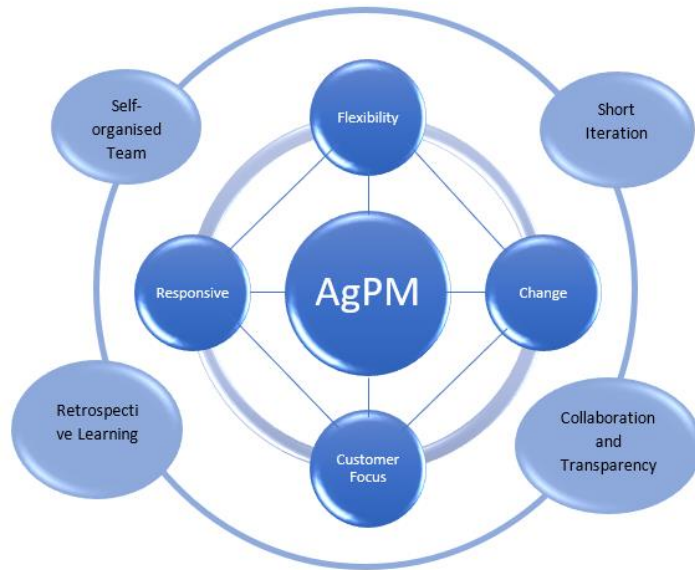 Self-
organised
Team
Flexibility
Short
Iteration
Responsive
AgPM
Change
Retrospecti
ve Learning
Customer
Focus
Collaboration
and
Transparency